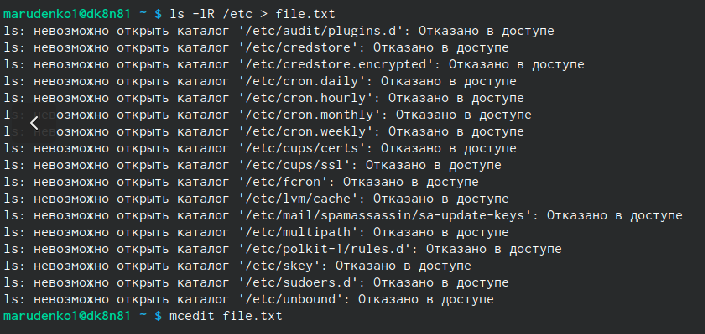 marudenko1@dk8n81 ~ $ ls -lR /etc > file.txt
ls: невозможно открыть каталог '/etc/audit/plugins.d': Отказано в доступе
ls: невозможно открыть каталог '/etc/credstore': Отказано в доступе
ls: невозможно открыть каталог '/etc/credstore.encrypted': Отказано в доступе
ls: невозможно открыть каталог '/etc/cron.daily': Отказано в доступе
ls: невозможно открыть каталог '/etc/cron.hourly': Отказано в доступе
ls: невозможно открыть каталог '/etc/cron.monthly': Отказано в доступе
ls: невозможно открыть каталог '/etc/cron.weekly': Отказано в доступе
ls: невозможно открыть каталог '/etc/cups/certs': Отказано в доступе
ls: невозможно открыть каталог '/etc/cups/ssl': Отказано в доступе
ls: невозможно открыть каталог '/etc/fcron': Отказано в доступе
ls: невозможно открыть каталог '/etc/lvm/cache': Отказано в доступе
ls: невозможно открыть каталог '/etc/mail/spamassassin/sa-update-keys': Отказано в доступе
ls: невозможно открыть каталог '/etc/multipath': Отказано в доступе
ls: невозможно открыть каталог '/etc/polkit-1/rules.d': Отказано в доступе
ls: невозможно открыть каталог '/etc/skey': Отказано в доступе
ls: невозможно открыть каталог '/etc/sudoers.d': Отказано в доступе
ls: невозможно открыть каталог '/etc/unbound': Отказано в доступе
marudenko1@dk8n81 ~ $ mcedit file.txt